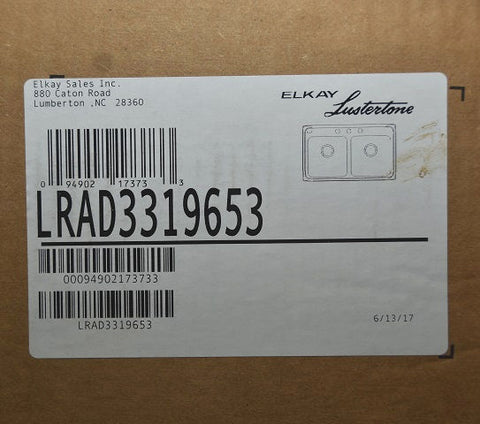 Elkay Sales Inc.
880 Caton Road
Lumberton ,NC 28360
ELKAY Lustertone
0 94902 17373 3
LRAD3319653
00094902173733
LRAD3319653
6/13/17